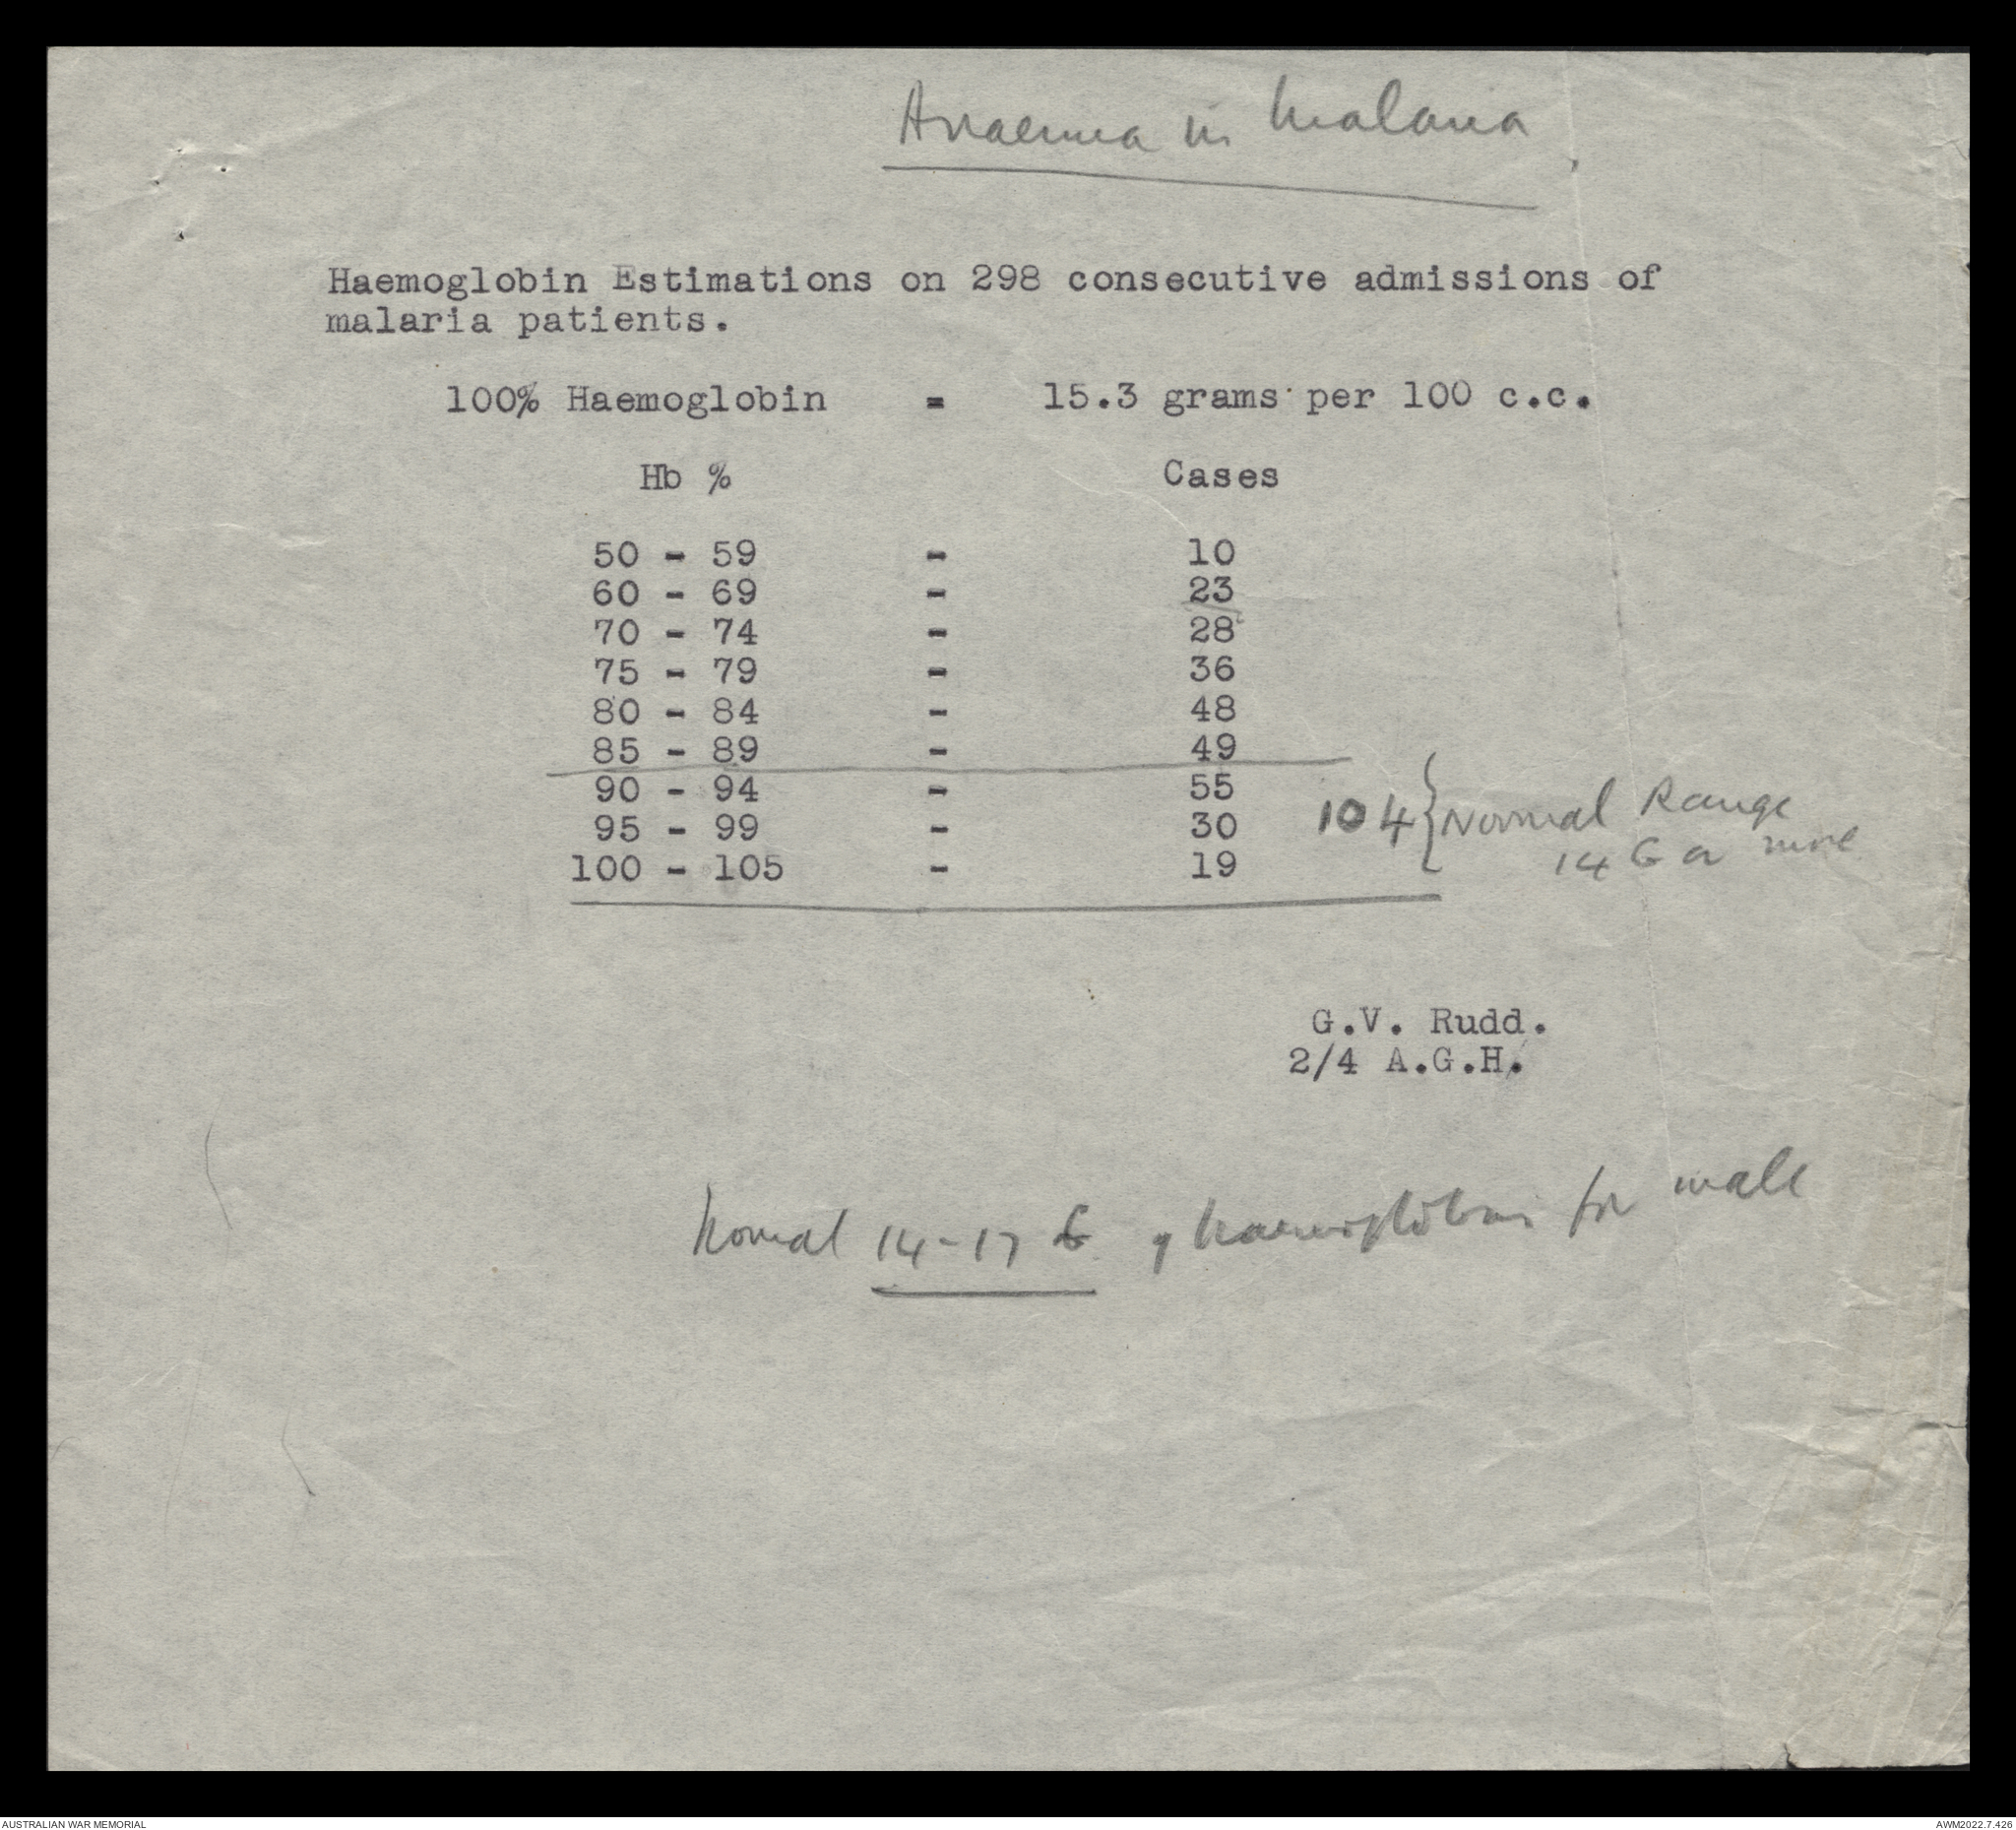 Anaemia in Malaria
Haemoglobin Estimations on 298 consecutive admissions of
malaria patients.
100% Haemoglobin = 15.3 grams per 100 c.c.
Hb % Cases
50 - 59 - 10
60 - 69 - 23
70 - 74 - 28
75 - 79 - 36
80 - 84 - 48
85 - 89 - 49
90 - 94 - 55
95 - 99 - 30
100 - 105 - 19
104 { Normal Range
14 G or more
G.V. Rudd.
2/4 A.G.H.
Normal 14-17 G of haemoglobin for male
AUSTRALIAN WAR MEMORIAL
AWM2022.7.426